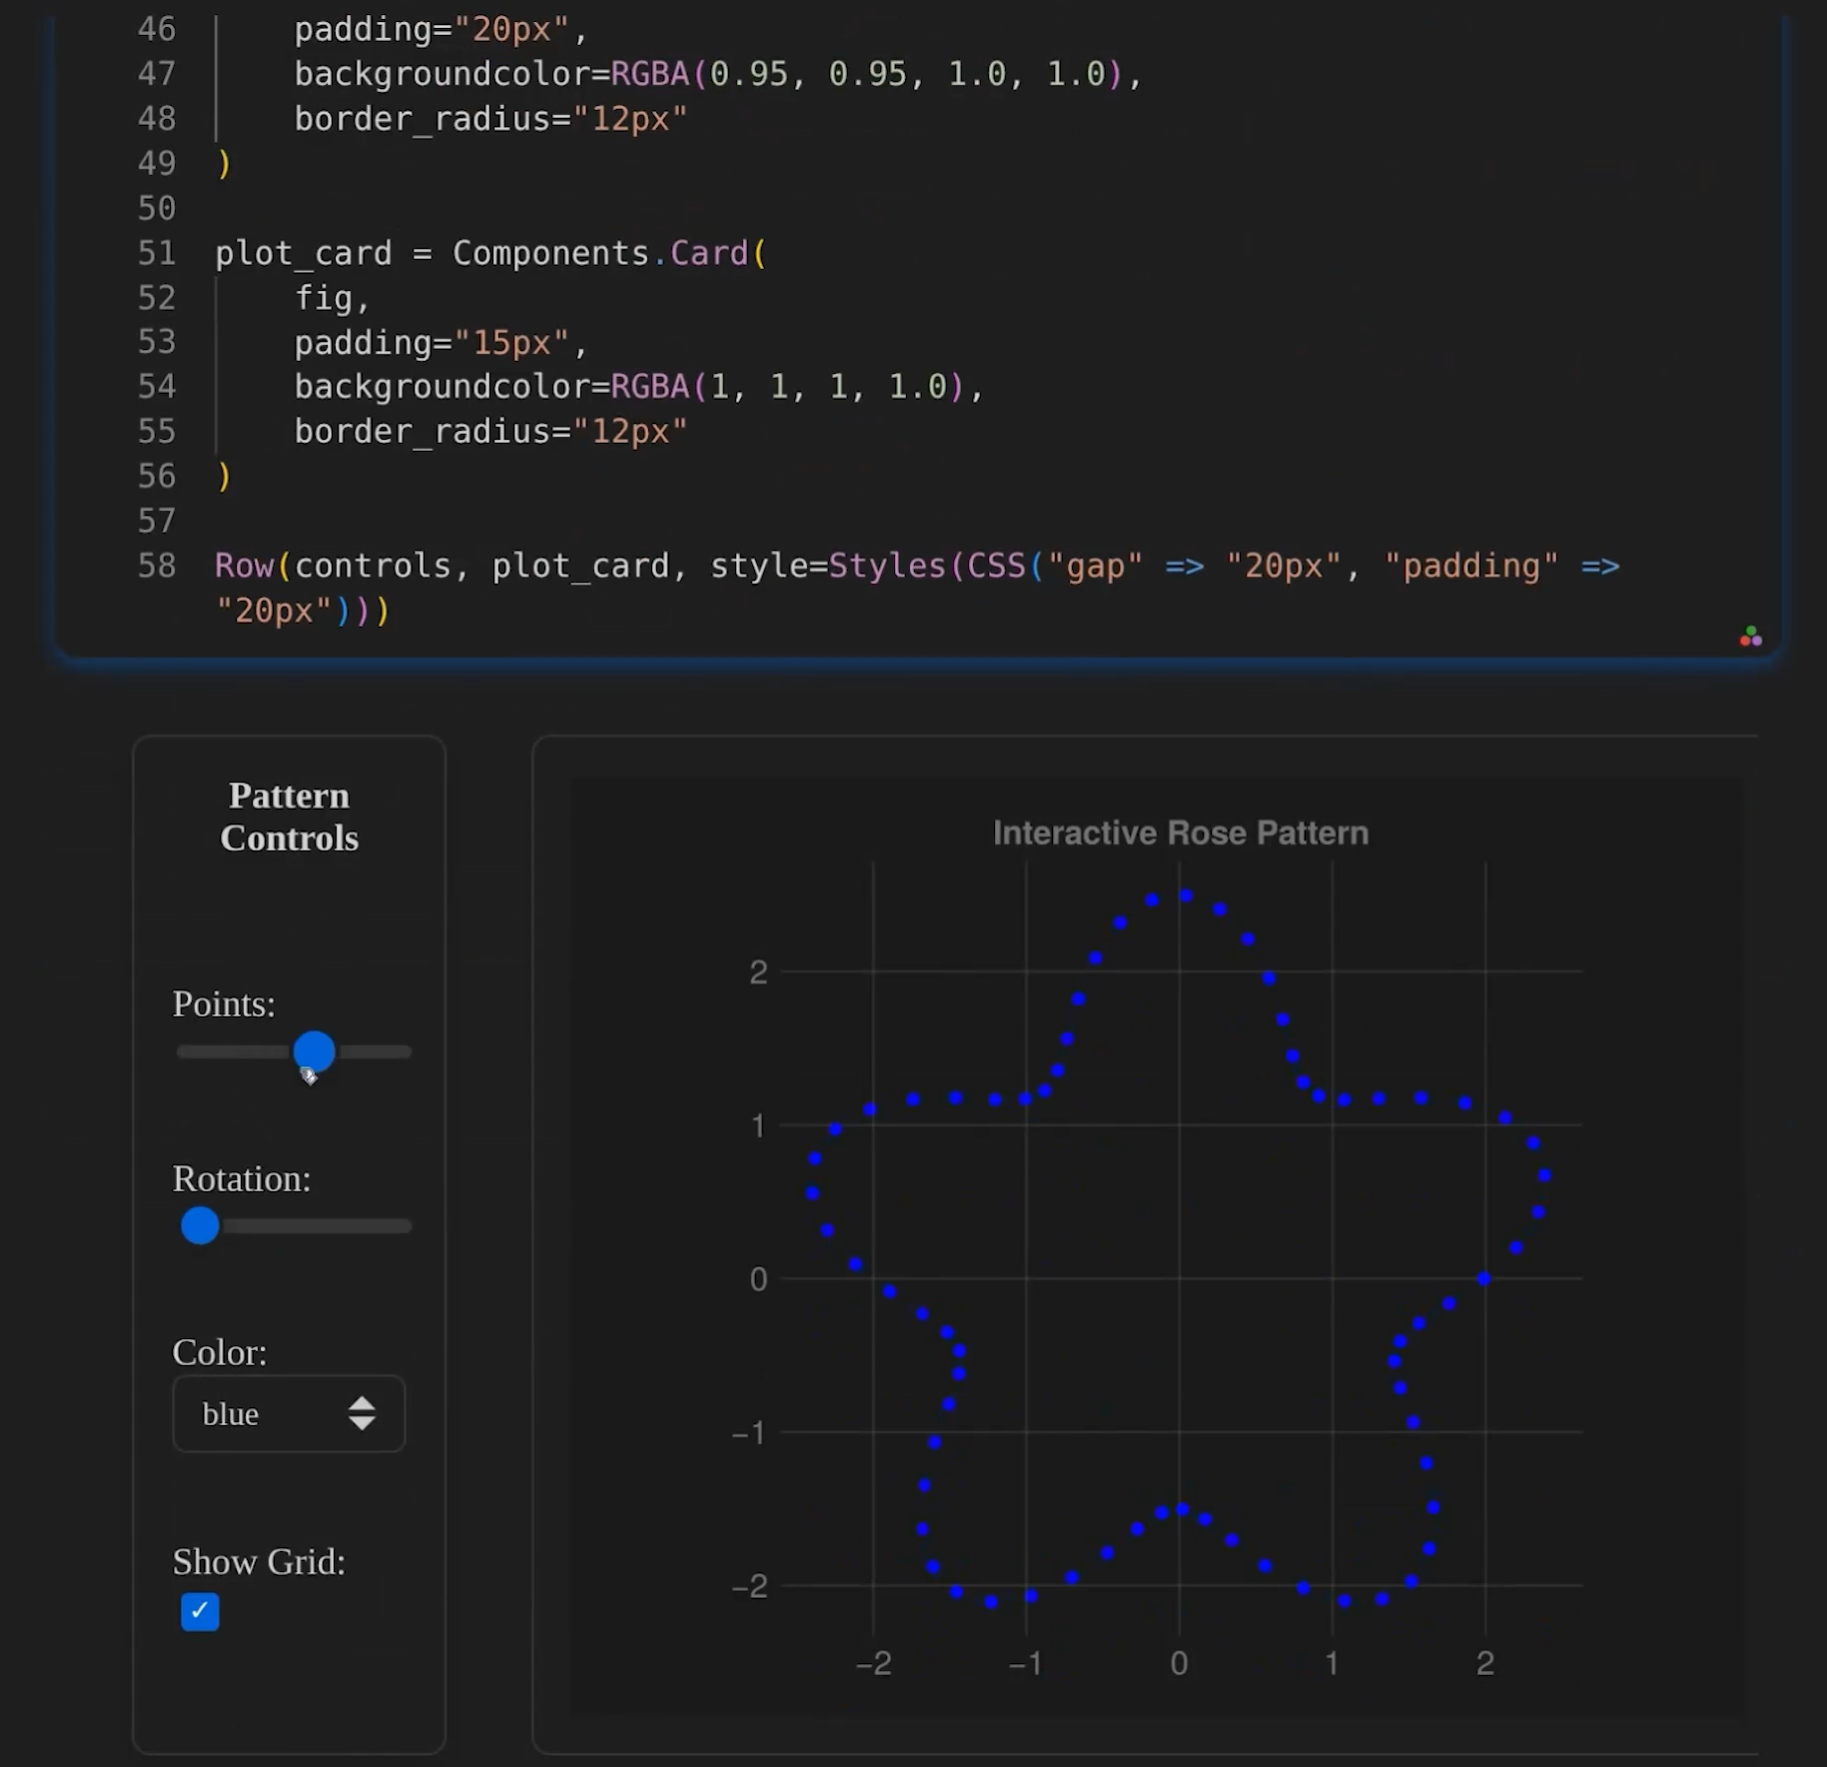 46 padding="20px",
47 backgroundcolor=RGBA(0.95, 0.95, 1.0, 1.0),
48 border_radius="12px"
49 )
50
51 plot_card = Components.Card(
52 fig,
53 padding="15px",
54 backgroundcolor=RGBA(1, 1, 1, 1.0),
55 border_radius="12px"
56 )
57
58 Row(controls, plot_card, style=Styles(CSS("gap" => "20px", "padding" =>
"20px")))
Pattern
Controls
Points:
Rotation:
Color:
blue
Show Grid:
Interactive Rose Pattern
2
1
0
−1
−2
−2 −1 0 1 2